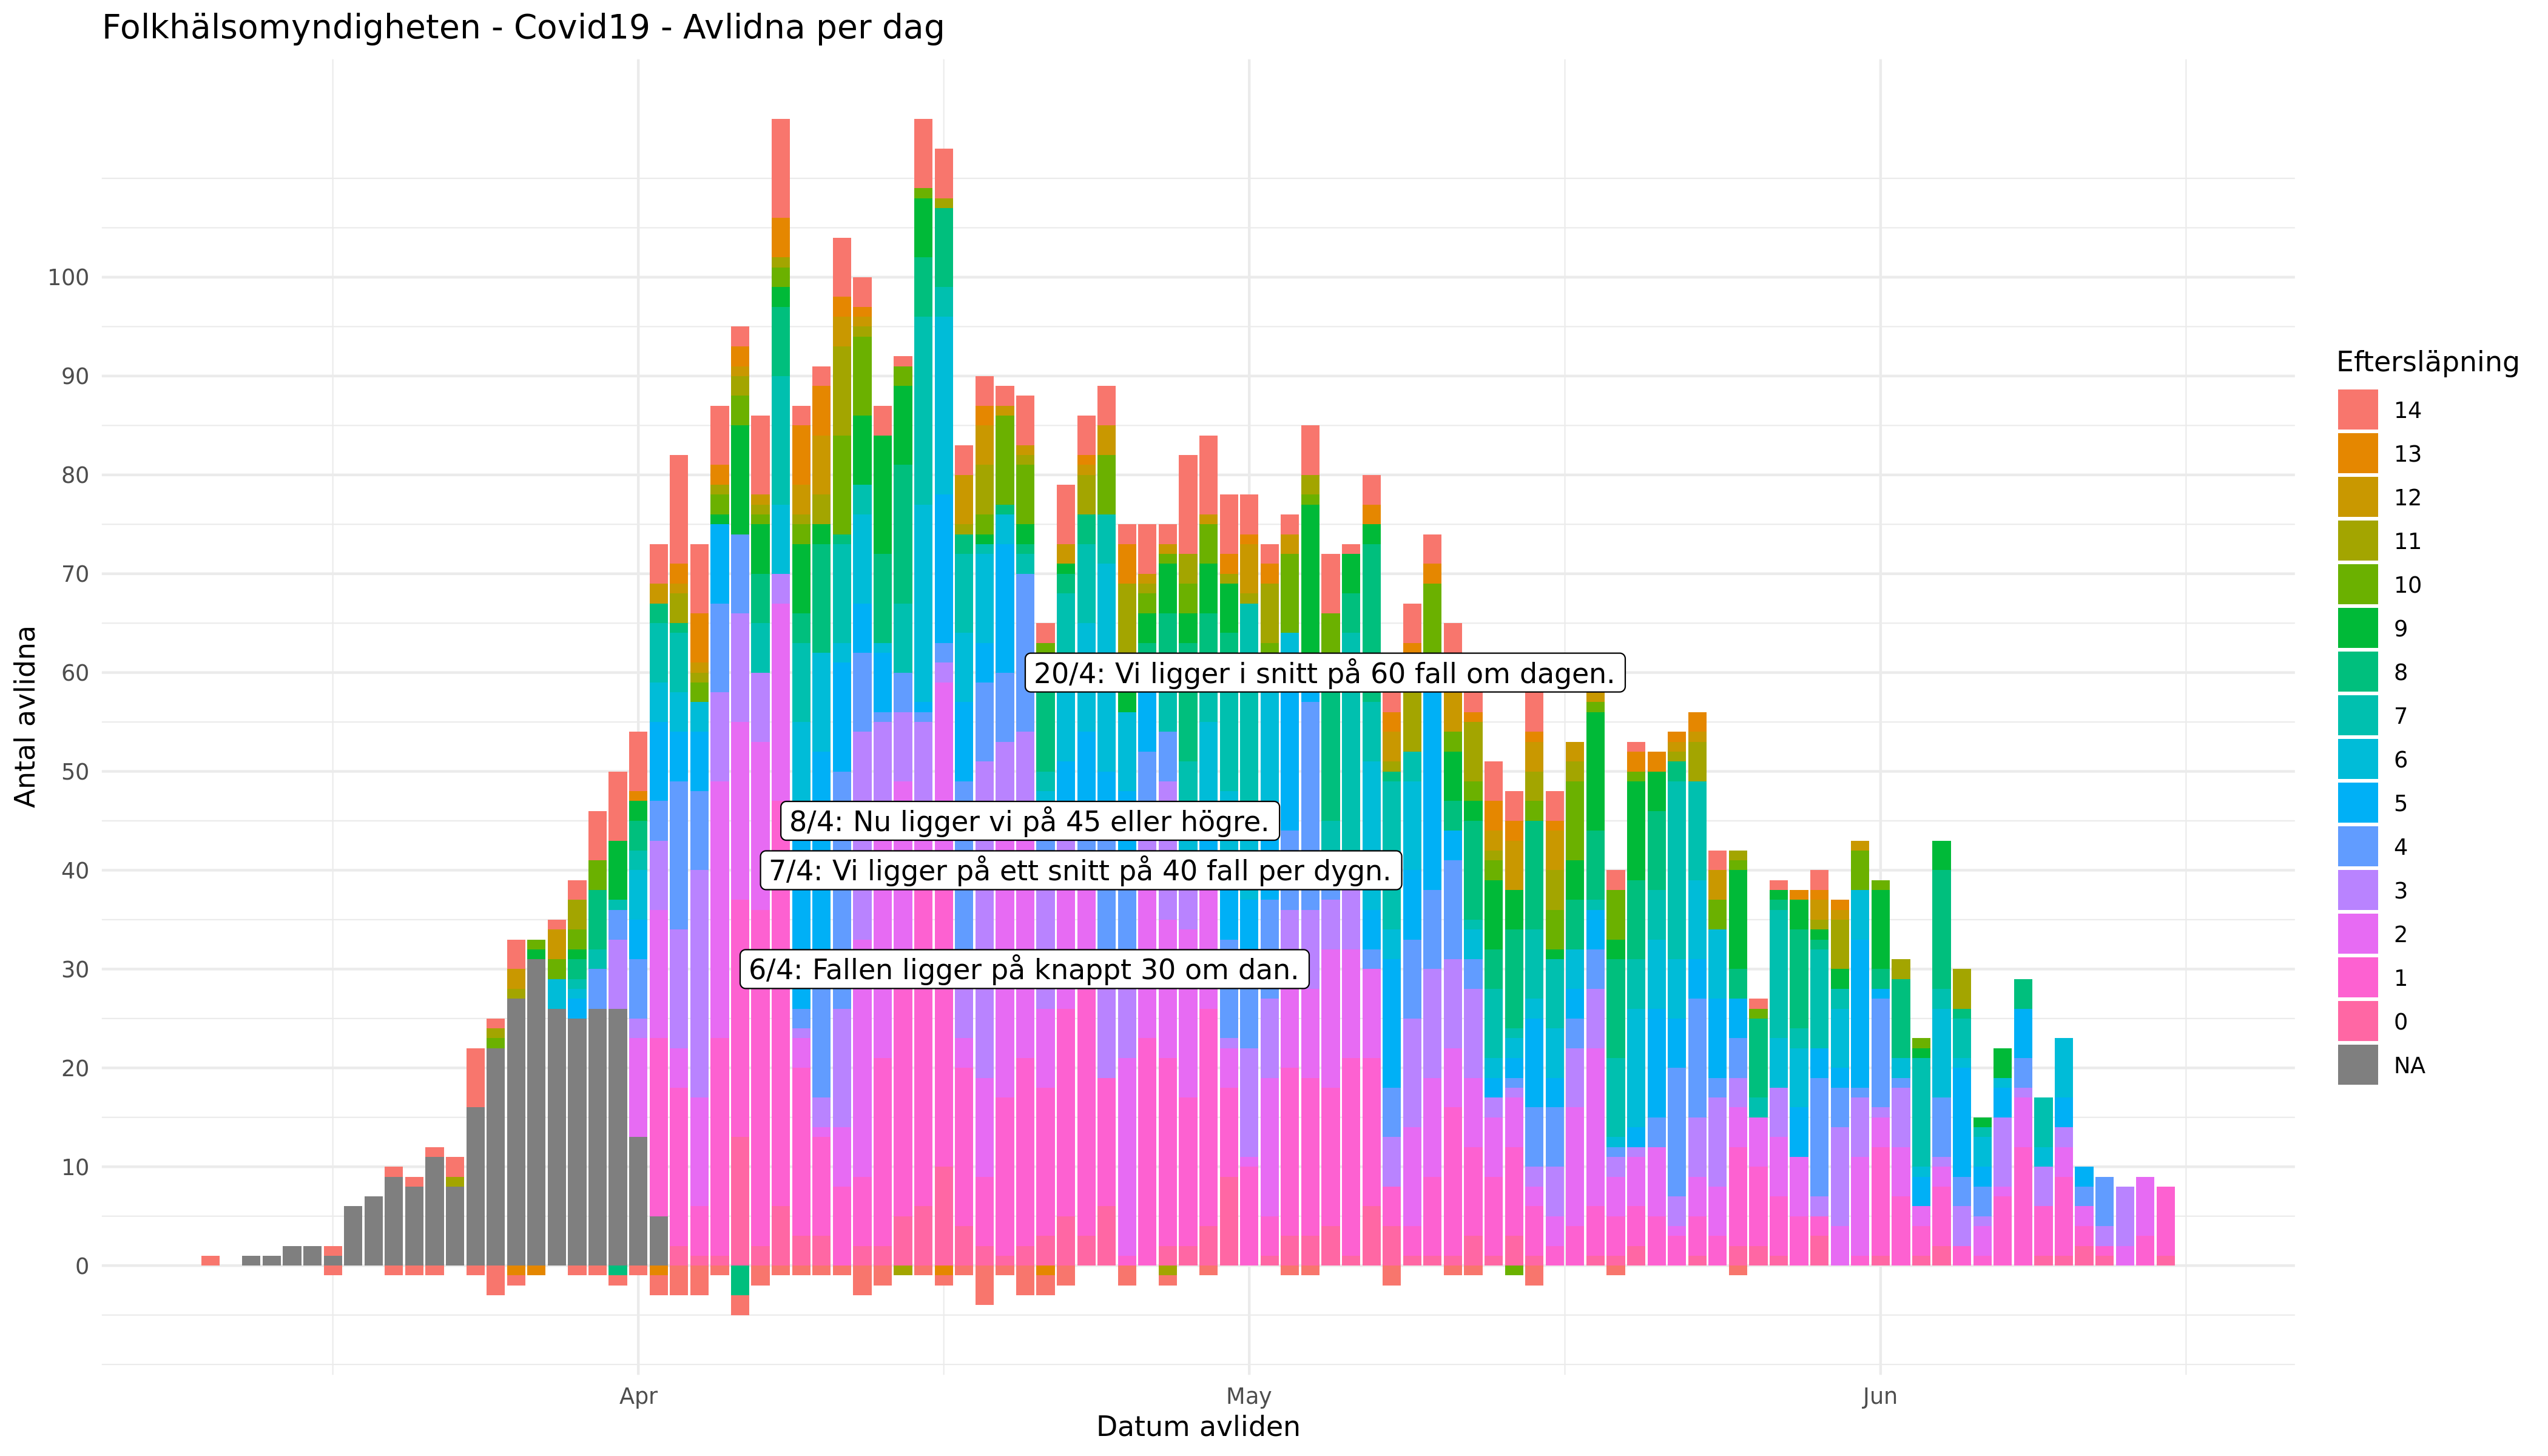 Folkhälsomyndigheten - Covid19 - Avlidna per dag
Antal avlidna
100
90
80
70
60
50
40
30
20
10
0
20/4: Vi ligger i snitt på 60 fall om dagen.
8/4: Nu ligger vi på 45 eller högre.
7/4: Vi ligger på ett snitt på 40 fall per dygn.
6/4: Fallen ligger på knappt 30 om dan.
Apr
May
Jun
Datum avliden
Eftersläpning
14
13
12
11
10
9
8
7
6
5
4
3
2
1
0
NA